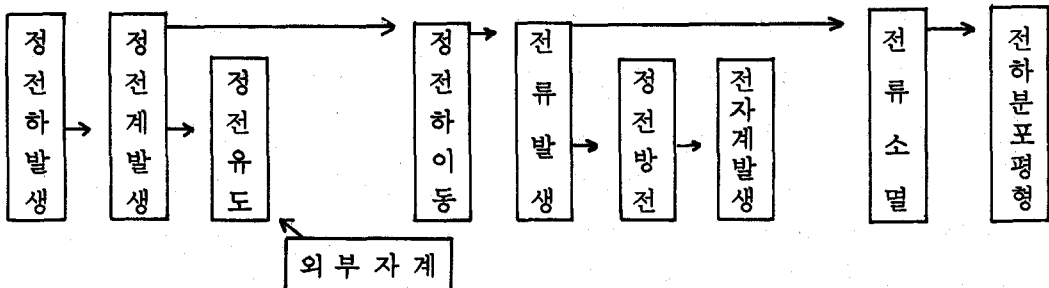 정전하발생
정전계발생
정전유도
정전하이동
전류발생
정전방전
전자계발생
전류소멸
전하분포평형
외부자계